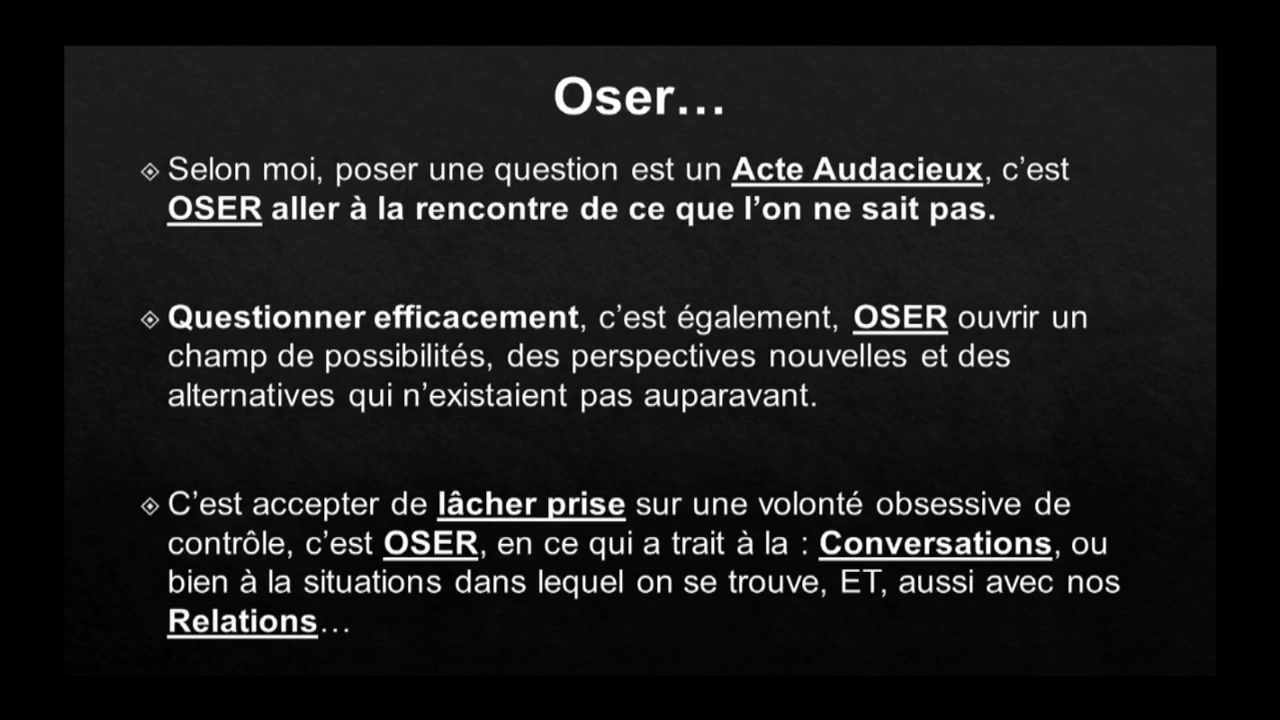 Oser…
Selon moi, poser une question est un Acte Audacieux, c’est
OSER aller à la rencontre de ce que l’on ne sait pas.
Questionner efficacement, c’est également, OSER ouvrir un
champ de possibilités, des perspectives nouvelles et des
alternatives qui n’existaient pas auparavant.
C’est accepter de lâcher prise sur une volonté obsessive de
contrôle, c’est OSER, en ce qui a trait à la : Conversations, ou
bien à la situations dans lequel on se trouve, ET, aussi avec nos
Relations…